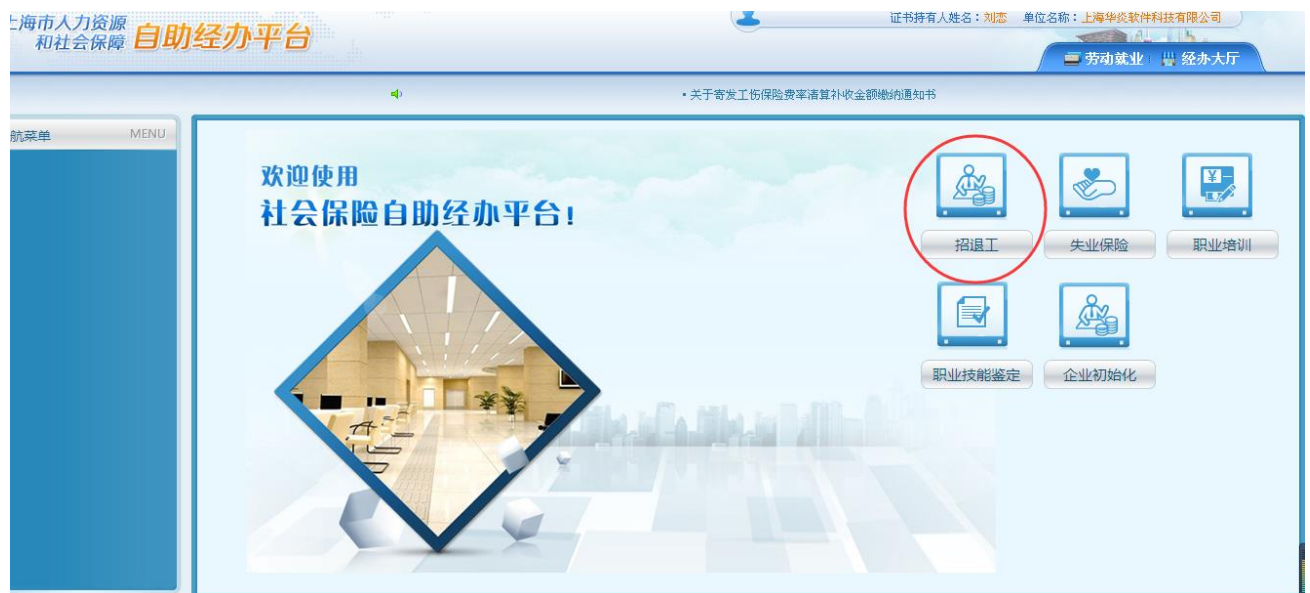 上海市人力资源
和社会保障
自助经办平台
证书持有人姓名：刘恋 单位名称：上海华炎软件科技有限公司
劳动就业 经办大厅
• 关于寄发工伤保险费率清算补收金额缴纳通知书
航菜单 MENU
欢迎使用
社会保险自助经办平台！
招退工 失业保险 职业培训
职业技能鉴定 企业初始化